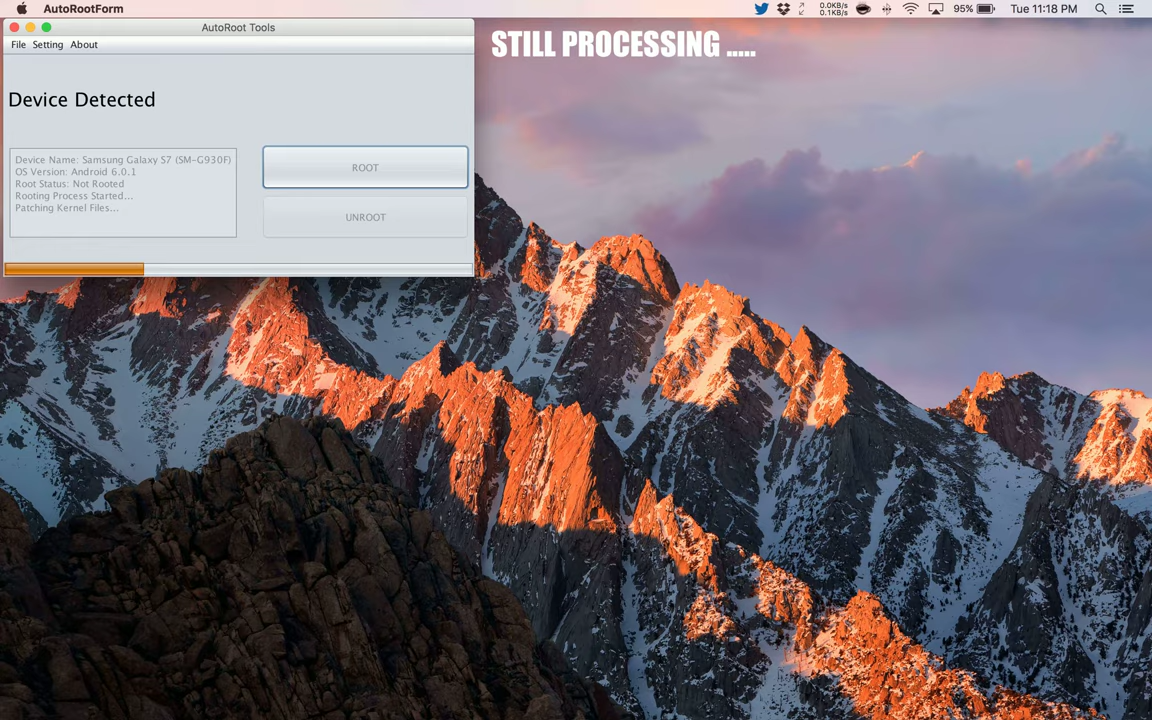 AutoRootForm
0.0KB/s
0.1KB/s
95%
Tue 11:18 PM
AutoRoot Tools
File Setting About
STILL PROCESSING .....
Device Detected
Device Name: Samsung Galaxy S7 (SM-G930F)
OS Version: Android 6.0.1
Root Status: Not Rooted
Rooting Process Started...
Patching Kernel Files...
ROOT
UNROOT